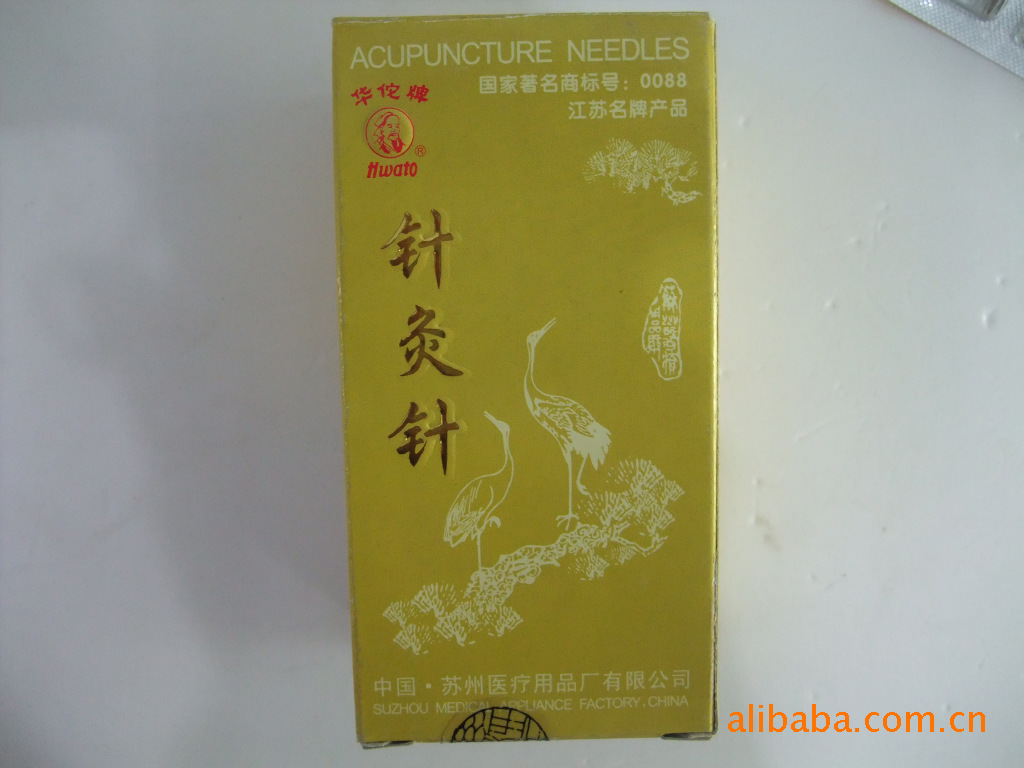 ACUPUNCTURE NEEDLES
国家著名商标号：0088
江苏名牌产品
华佗牌
®
Hwato
针
灸
针
中国·苏州医疗用品厂有限公司
SUZHOU MEDICAL APPLIANCE FACTORY.CHINA
alibaba.com.cn